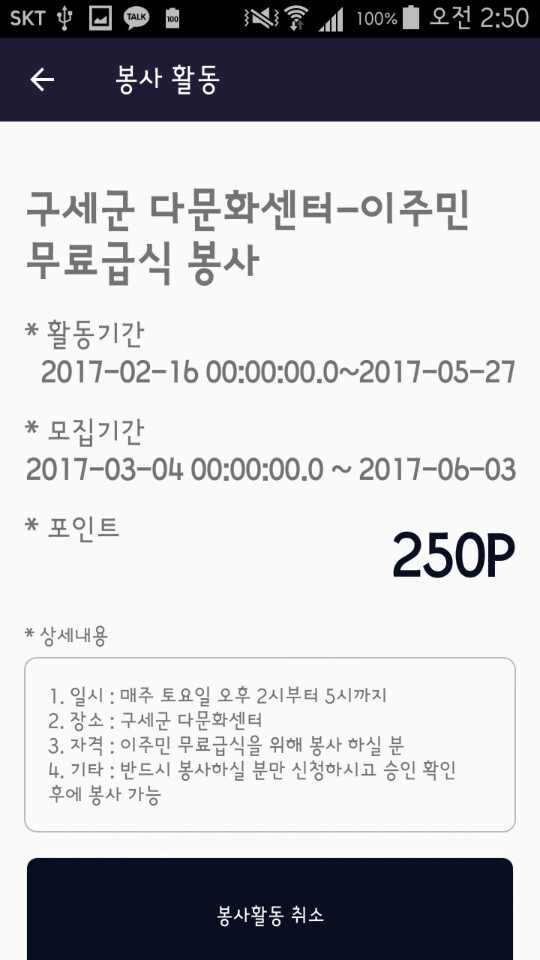 SKT TALK 100 100% 오전 2:50
봉사 활동
구세군 다문화센터-이주민
무료급식 봉사
* 활동기간
2017-02-16 00:00:00.0~2017-05-27
* 모집기간
2017-03-04 00:00:00.0 ~ 2017-06-03
* 포인트
250P
* 상세내용
1. 일시 : 매주 토요일 오후 2시부터 5시까지
2. 장소 : 구세군 다문화센터
3. 자격 : 이주민 무료급식을 위해 봉사 하실 분
4. 기타 : 반드시 봉사하실 분만 신청하시고 승인 확인
후에 봉사 가능
봉사활동 취소